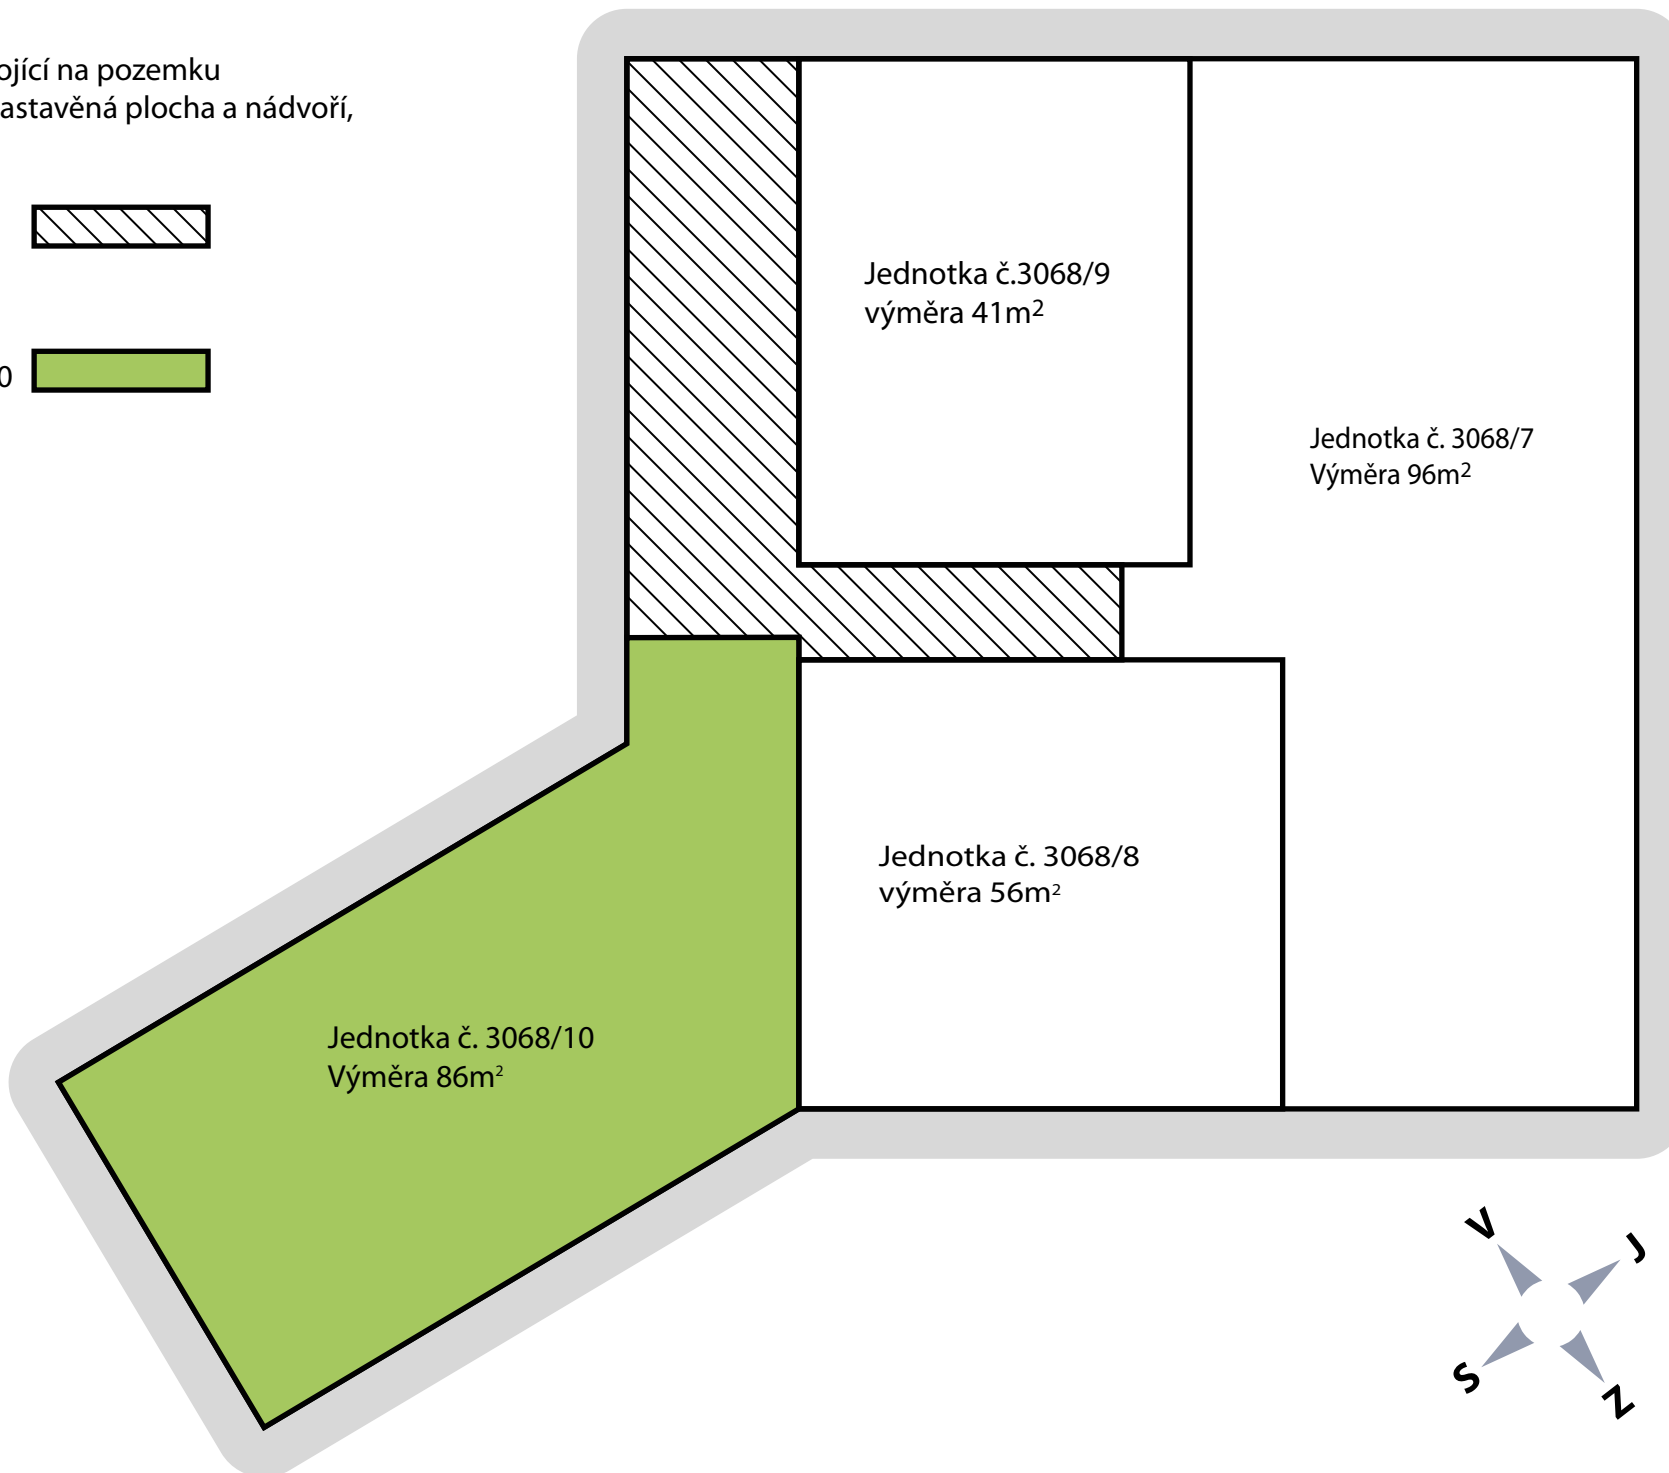 ojící na pozemku
astavěná plocha a nádvoří,
0
Jednotka č.3068/9
výměra 41m²
Jednotka č. 3068/7
Výměra 96m²
Jednotka č. 3068/8
výměra 56m²
Jednotka č. 3068/10
Výměra 86m²
V
J
S
Z